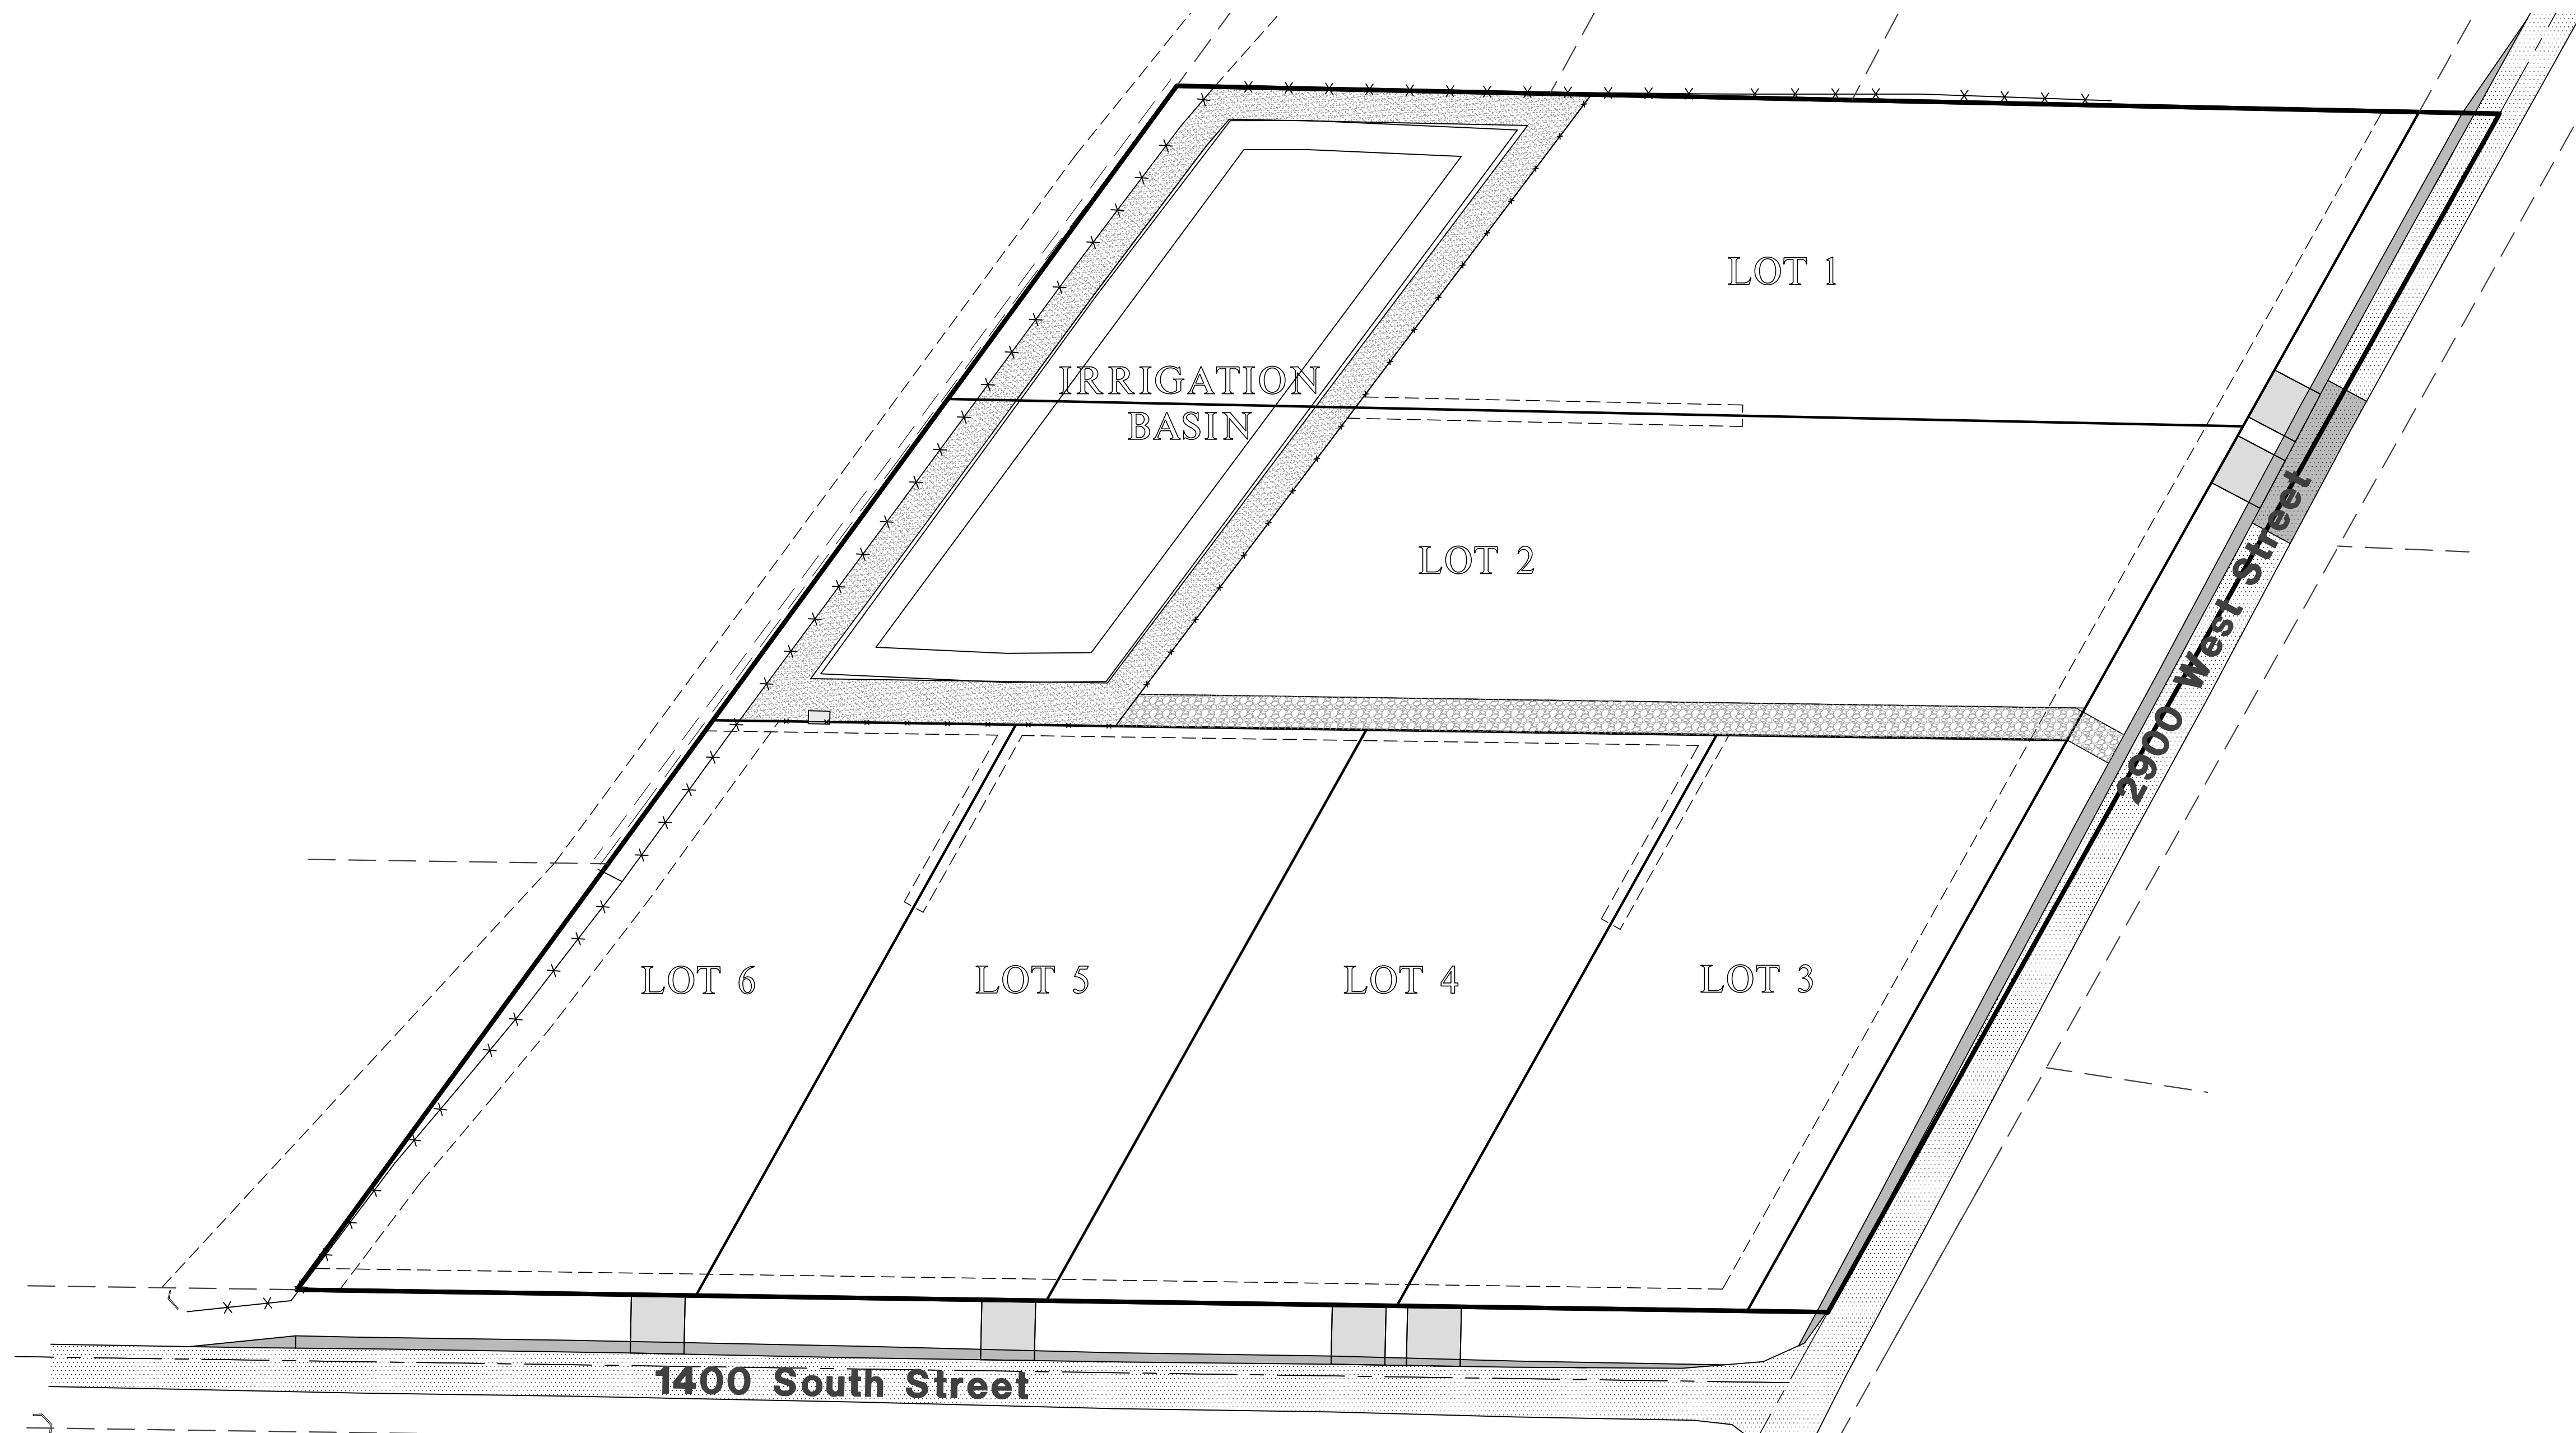 LOT 1
IRRIGATION
BASIN
LOT 2
2900 West Street
LOT 6
LOT 5
LOT 4
LOT 3
1400 South Street